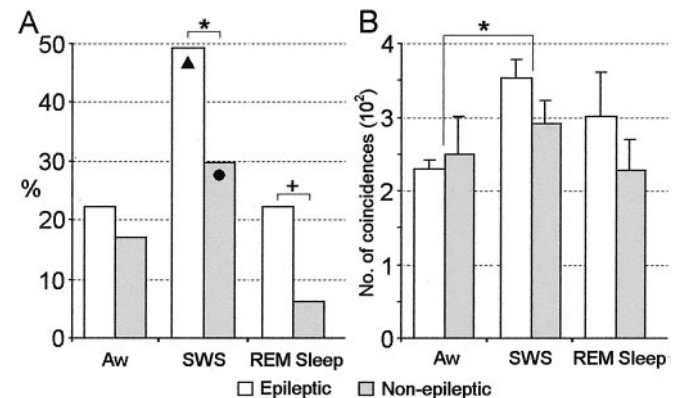 A
*
50
40
30
%
20
+
10
0
Aw SWS REM Sleep
B
*
4
3
2
1
0
No. of coincidences (10²)
Aw SWS REM Sleep
Epileptic Non-epileptic